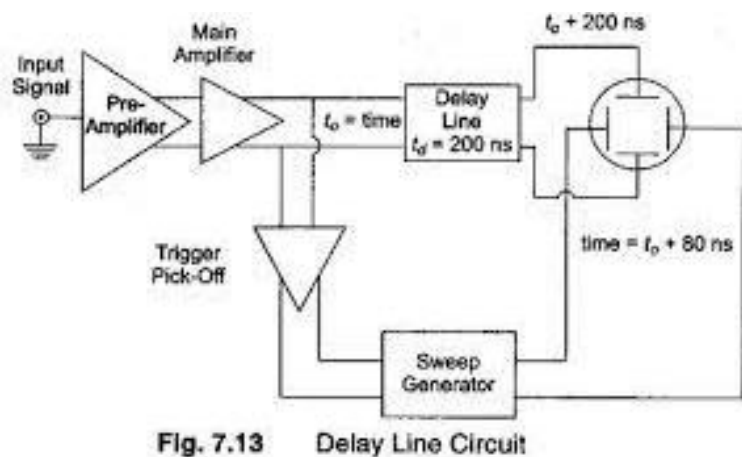 Input
Signal
Pre-
Amplifier
Main
Amplifier
t₀ = time
Delay
Line
t_d = 200 ns
t₀ + 200 ns
time = t₀ + 80 ns
Trigger
Pick-Off
Sweep
Generator
Fig. 7.13 Delay Line Circuit